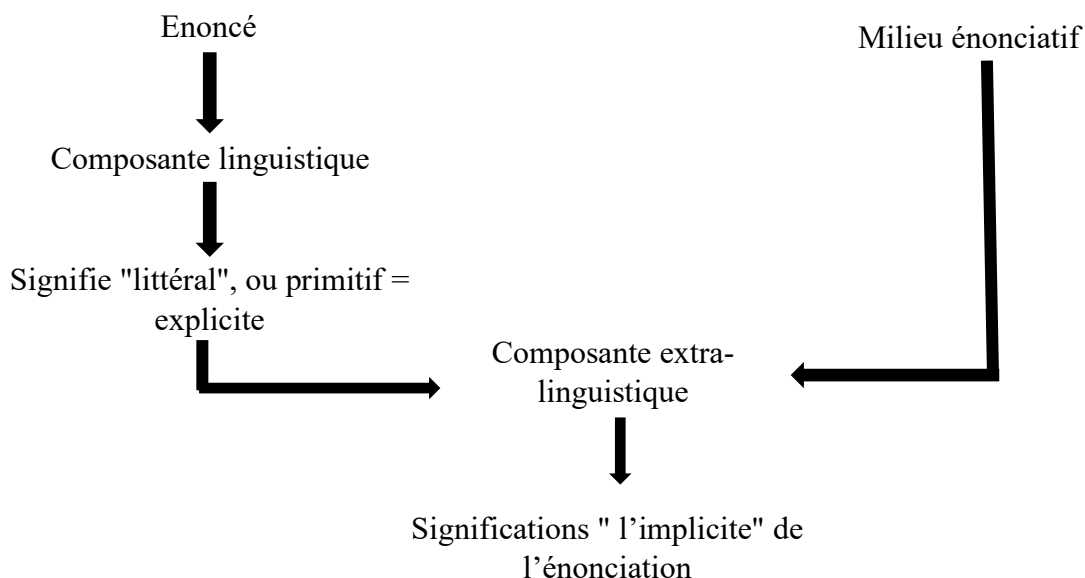 Enoncé
Milieu énonciatif
Composante linguistique
Signifie "littéral", ou primitif =
explicite
Composante extra-
linguistique
Significations " l’implicite" de
l’énonciation